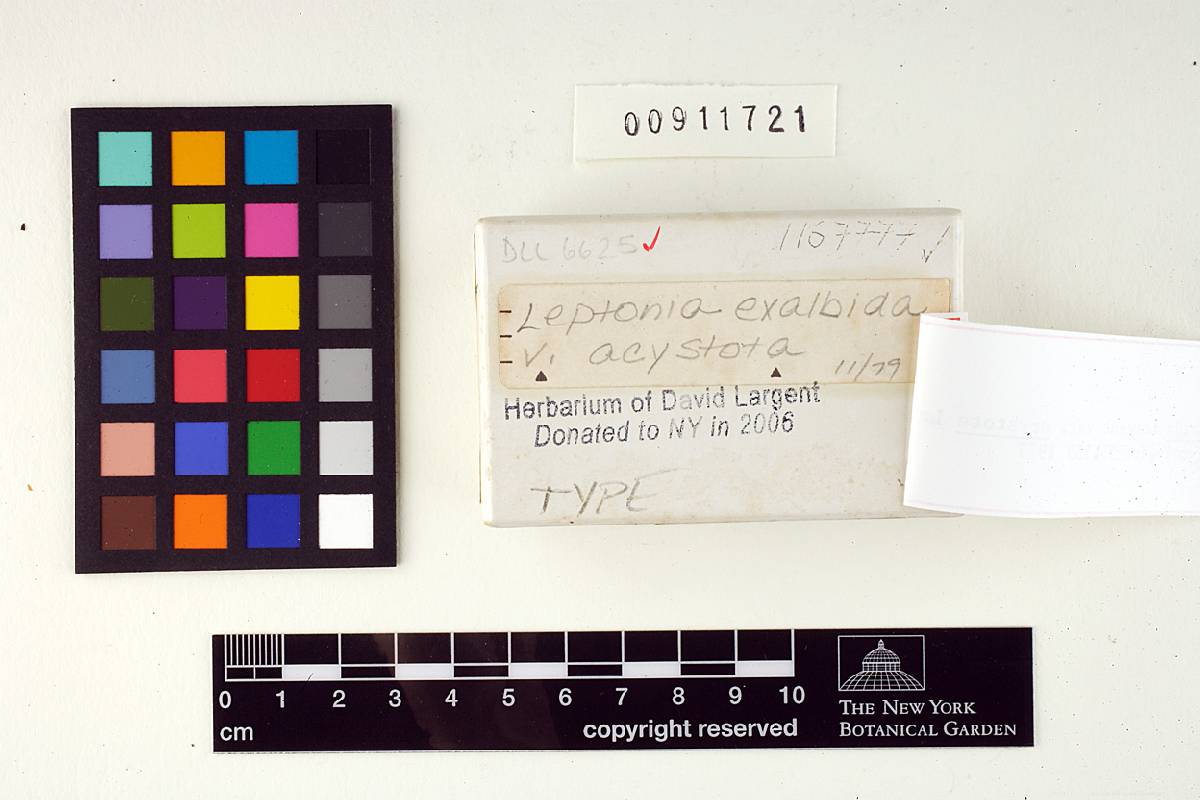 00911721
DLL 6625✓ 1167777 ✓
Leptonia exalbida
v. acystota
11/79
Herbarium of David Largent
Donated to NY in 2006
TYPE
0 1 2 3 4 5 6 7 8 9 10
cm
copyright reserved
THE NEW YORK
BOTANICAL GARDEN